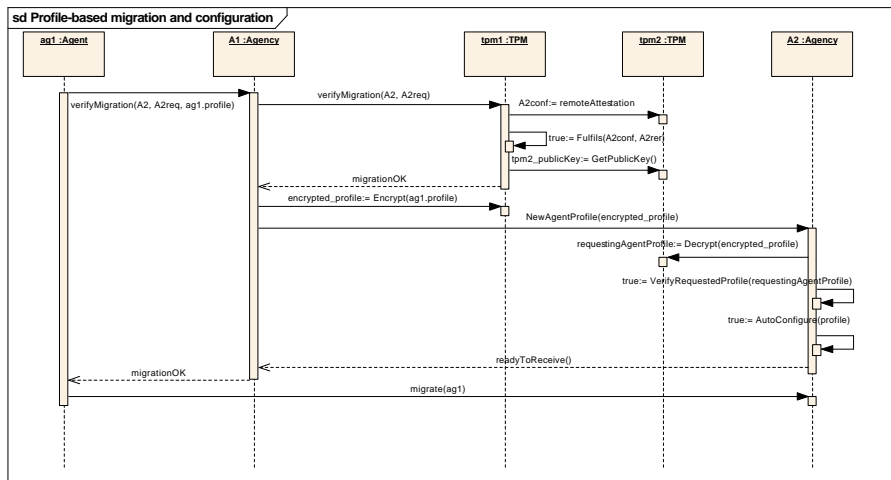 sd Profile-based migration and configuration
ag1 :Agent
A1 :Agency
tpm1 :TPM
tpm2 :TPM
A2 :Agency
verifyMigration(A2, A2req, ag1.profile)
verifyMigration(A2, A2req)
A2conf:= remoteAttestation
true:= Fulfils(A2conf, A2rer)
tpm2_publicKey:= GetPublicKey()
migrationOK
encrypted_profile:= Encrypt(ag1.profile)
NewAgentProfile(encrypted_profile)
requestingAgentProfile:= Decrypt(encrypted_profile)
true:= VerifyRequestedProfile(requestingAgentProfile)
true:= AutoConfigure(profile)
readyToReceive()
migrationOK
migrate(ag1)